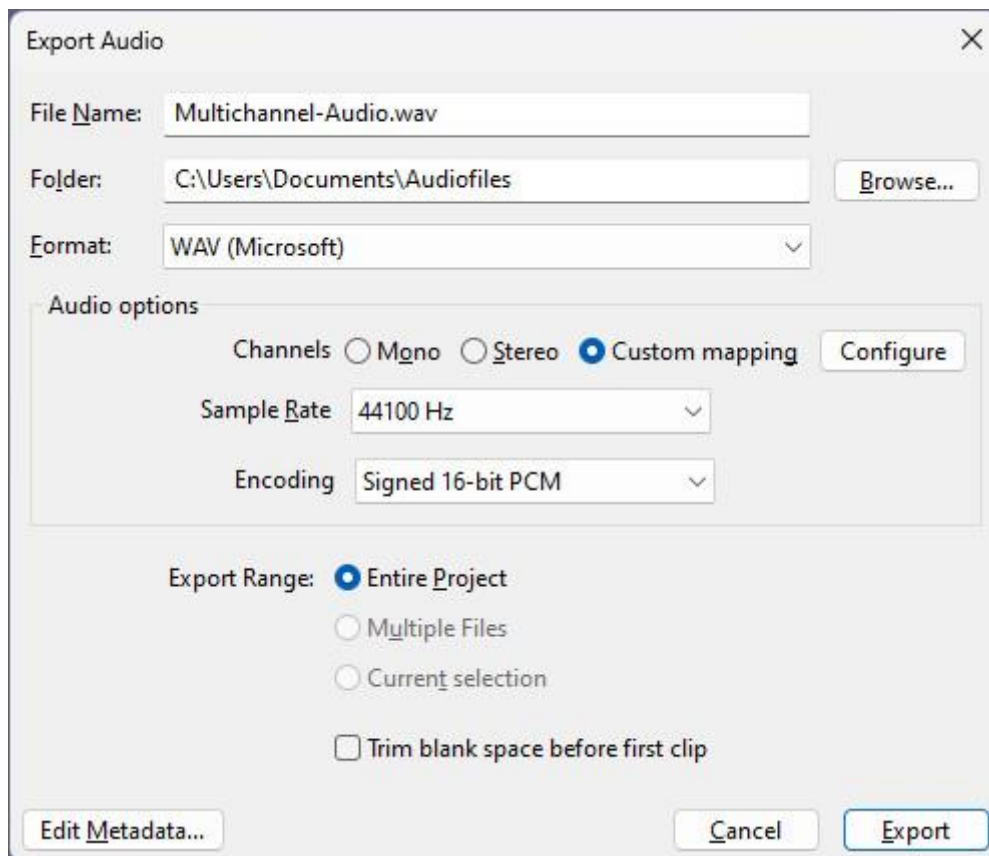 Export Audio
File Name: Multichannel-Audio.wav
Folder: C:\Users\Documents\Audiofiles Browse...
Format: WAV (Microsoft)
Audio options
Channels Mono Stereo Custom mapping Configure
Sample Rate 44100 Hz
Encoding Signed 16-bit PCM
Export Range: Entire Project
Multiple Files
Current selection
Trim blank space before first clip
Edit Metadata... Cancel Export